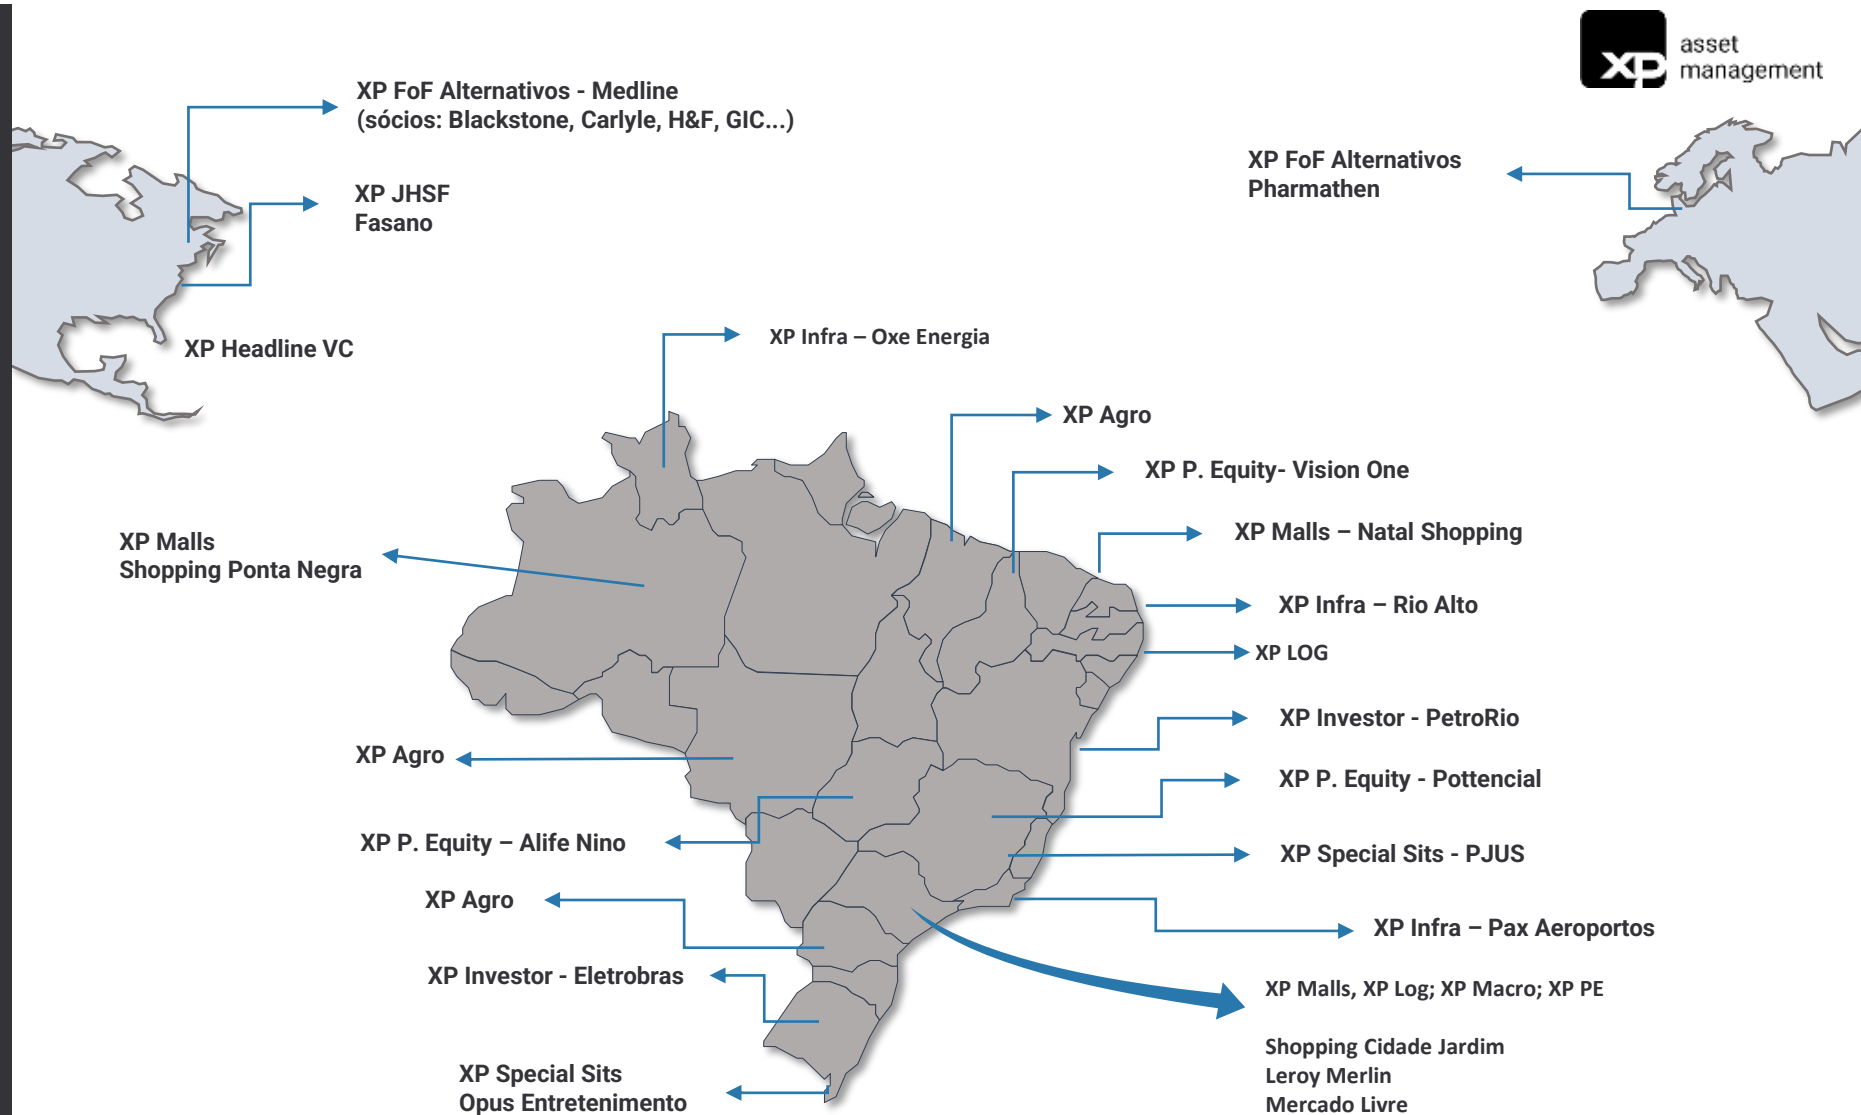 XP asset
management
XP FoF Alternativos - Medline
(sócios: Blackstone, Carlyle, H&F, GIC...)
XP FoF Alternativos
Pharmathen
XP JHSF
Fasano
XP Headline VC
XP Infra – Oxe Energia
XP Agro
XP P. Equity- Vision One
XP Malls – Natal Shopping
XP Malls
Shopping Ponta Negra
XP Infra – Rio Alto
XP LOG
XP Investor - PetroRio
XP Agro
XP P. Equity - Pottencial
XP P. Equity – Alife Nino
XP Special Sits - PJUS
XP Agro
XP Infra – Pax Aeroportos
XP Investor - Eletrobras
XP Malls, XP Log; XP Macro; XP PE
Shopping Cidade Jardim
Leroy Merlin
Mercado Livre
XP Special Sits
Opus Entretenimento